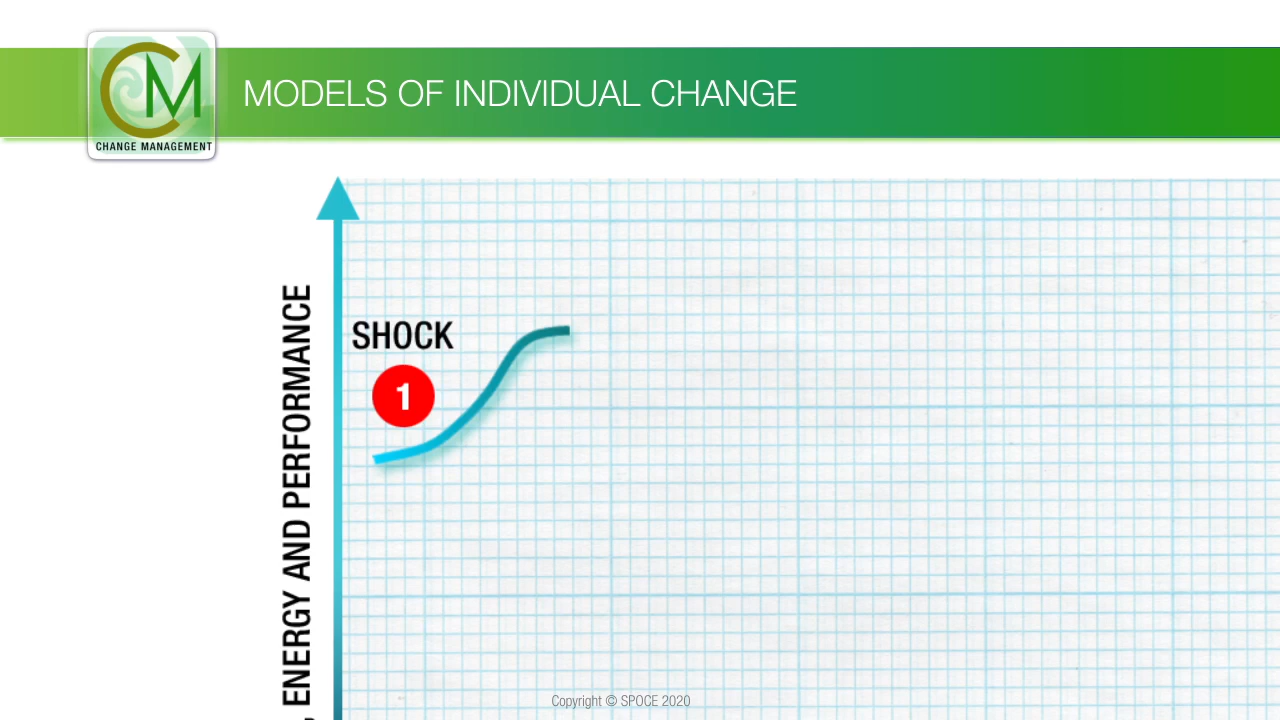 CM
CHANGE MANAGEMENT
MODELS OF INDIVIDUAL CHANGE
SHOCK
1
ENERGY AND PERFORMANCE
Copyright © SPOCE 2020